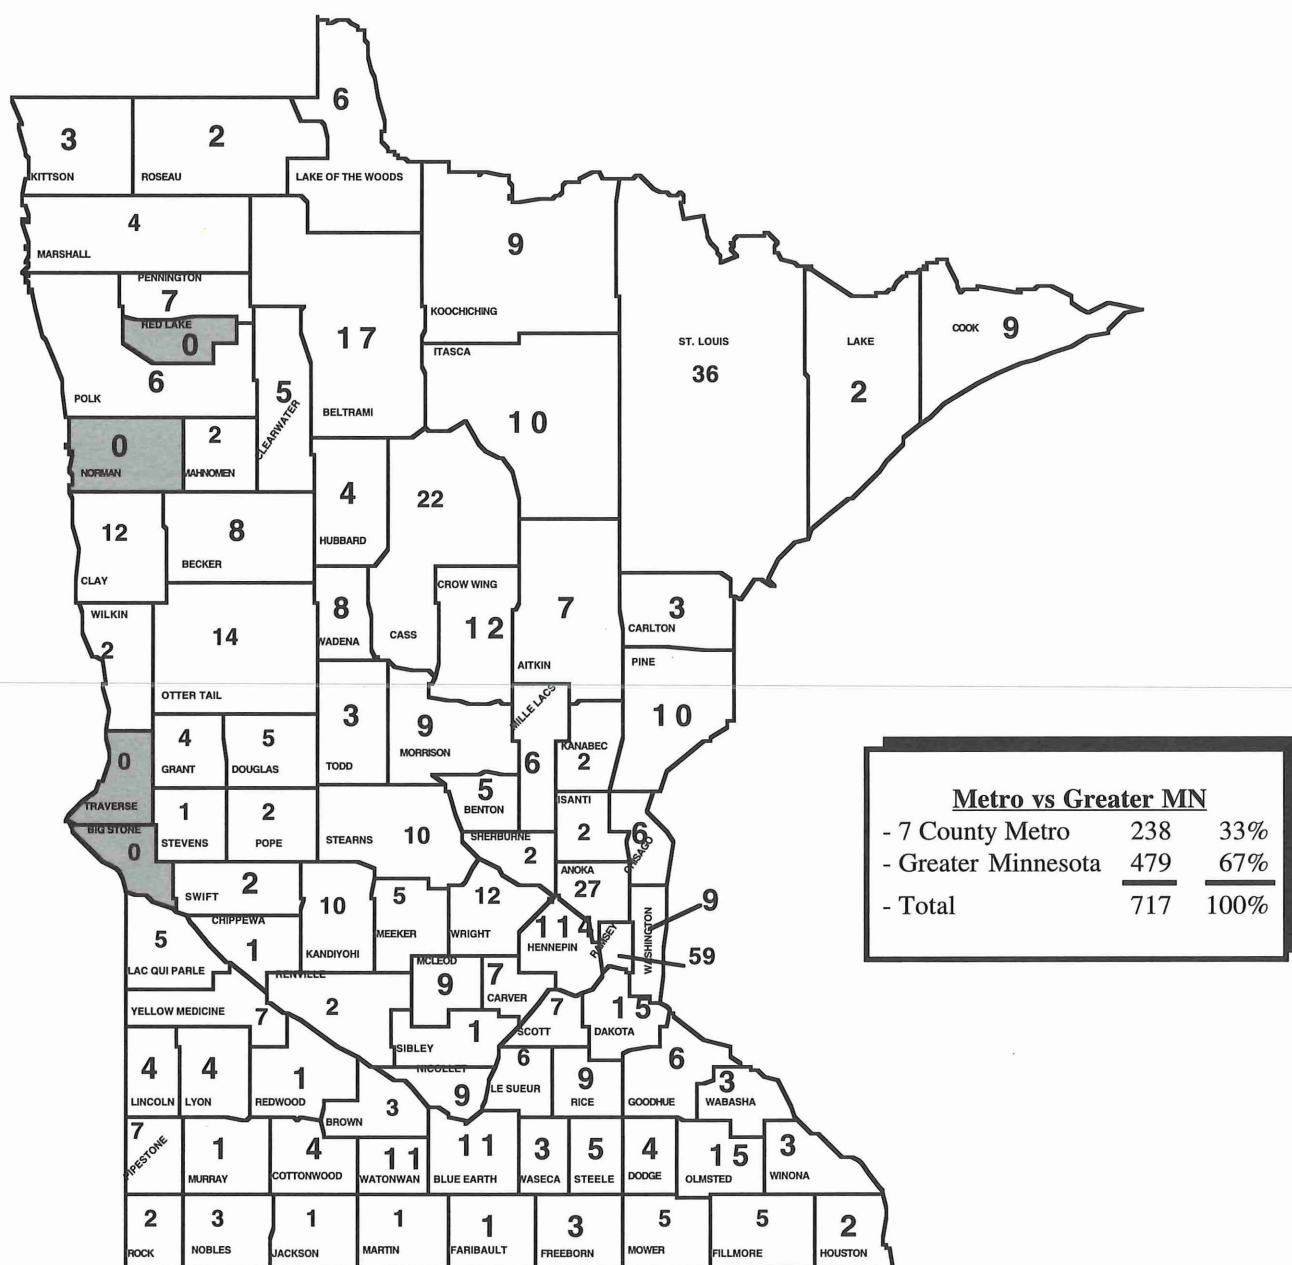 6
3
2
KITTSON
ROSEAU
LAKE OF THE WOODS
4
MARSHALL
9
KOOCHICHING
PENNINGTON
7
RED LAKE
0
6
POLK
17
BELTRAMI
5
CLEARWATER
ITASCA
10
ST. LOUIS
36
LAKE
2
COOK 9
0
NORMAN
2
MAHNOMEN
4
HUBBARD
22
CASS
12
CLAY
8
BECKER
WILKIN
2
14
OTTER TAIL
8
WADENA
CROW WING
12
7
AITKIN
3
CARLTON
PINE
10
3
TODD
9
MORRISON
MILLE LACS
6
KANABEC
2
0
TRAVERSE
4
GRANT
5
DOUGLAS
BIG STONE
0
1
STEVENS
2
POPE
STEARNS
10
5
BENTON
SHERBURNE
2
ISANTI
2
6
CHISAGO
2
SWIFT
CHIPPEWA
1
10
KANDIYOHI
5
MEEKER
12
WRIGHT
ANOKA
27
114
HENNEPIN
RAMSEY
59
WASHINGTON
9
5
LAC QUI PARLE
YELLOW MEDICINE
7
RENVILLE
2
MCLEOD
9
7
CARVER
7
SCOTT
15
DAKOTA
1
SIBLEY
NICOLLET
9
6
LE SUEUR
9
RICE
6
GOODHUE
3
WABASHA
4
LINCOLN
4
LYON
1
REDWOOD
BROWN
3
7
PIPESTONE
1
MURRAY
4
COTTONWOOD
11
WATONWAN
11
BLUE EARTH
3
WASECA
5
STEELE
4
DODGE
15
OLMSTED
3
WINONA
2
ROCK
3
NOBLES
1
JACKSON
1
MARTIN
1
FARIBAULT
3
FREEBORN
5
MOWER
5
FILLMORE
2
HOUSTON
Metro vs Greater MN
- 7 County Metro 238 33%
- Greater Minnesota 479 67%
- Total 717 100%